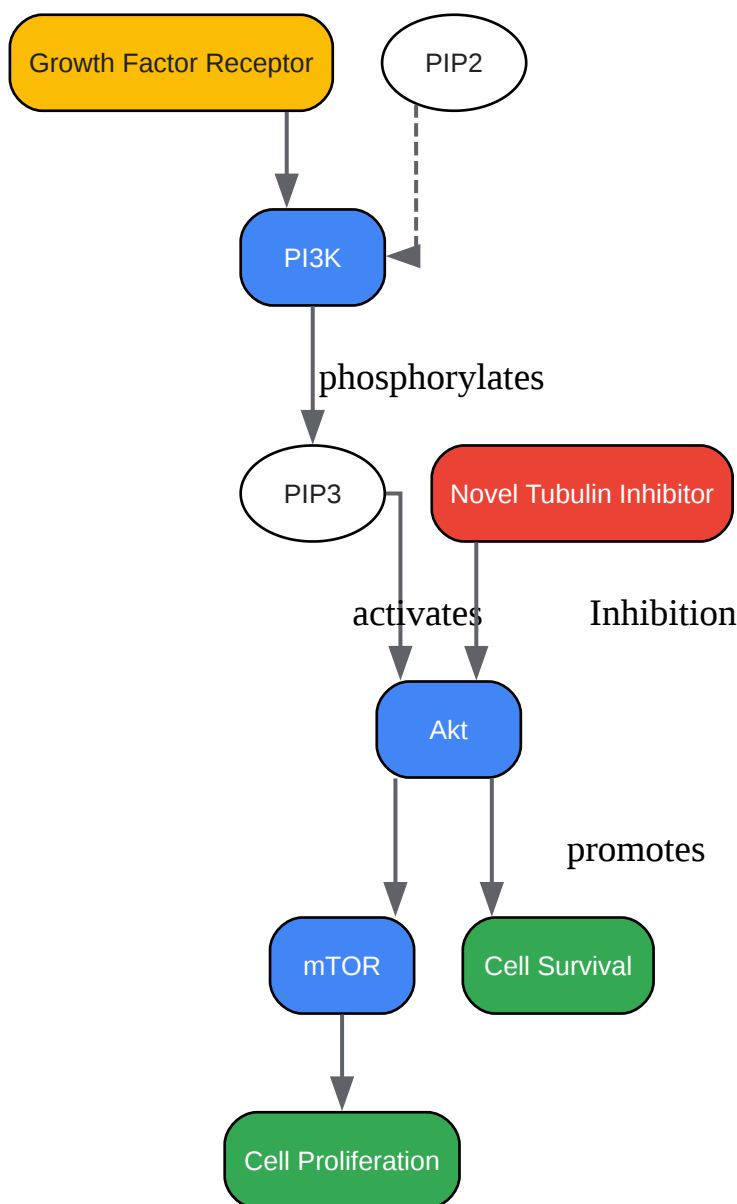 Growth Factor Receptor
PIP2
PI3K
phosphorylates
PIP3
Novel Tubulin Inhibitor
activates
Inhibition
Akt
promotes
mTOR
Cell Survival
Cell Proliferation